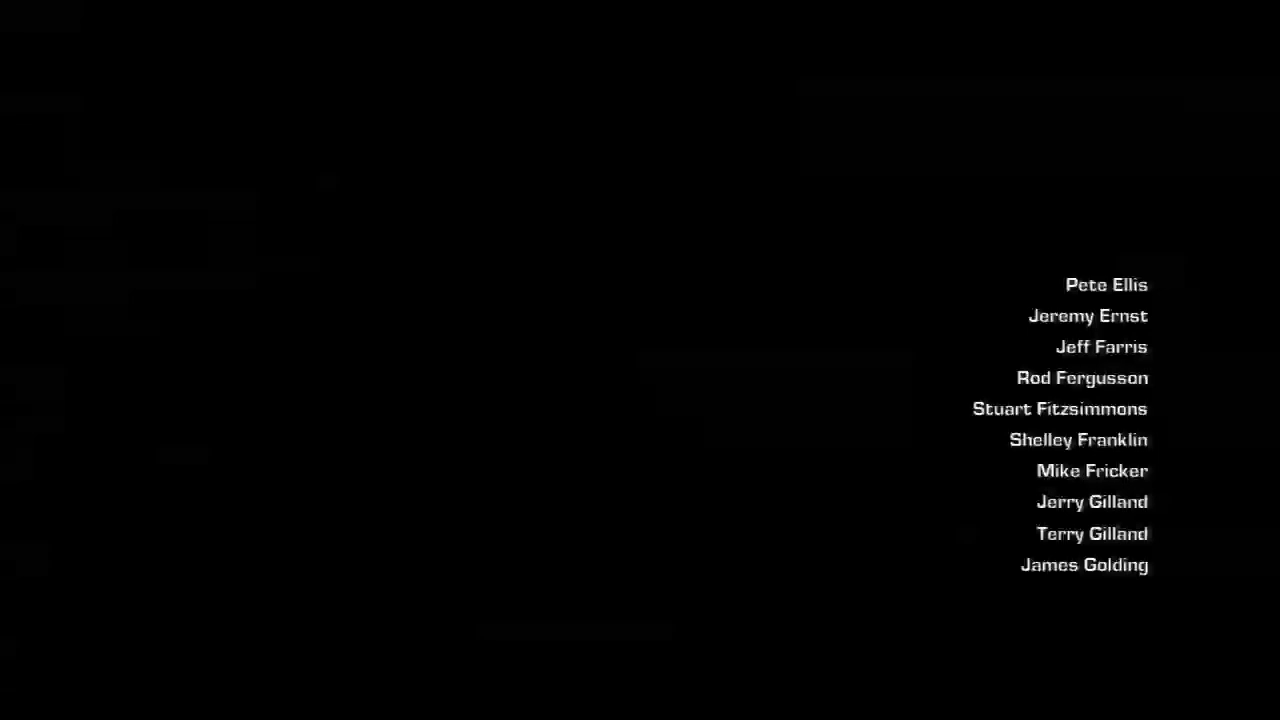 Pete Ellis
Jeremy Ernst
Jeff Farris
Rod Fergusson
Stuart Fitzsimmons
Shelley Franklin
Mike Fricker
Jerry Gilland
Terry Gilland
James Golding